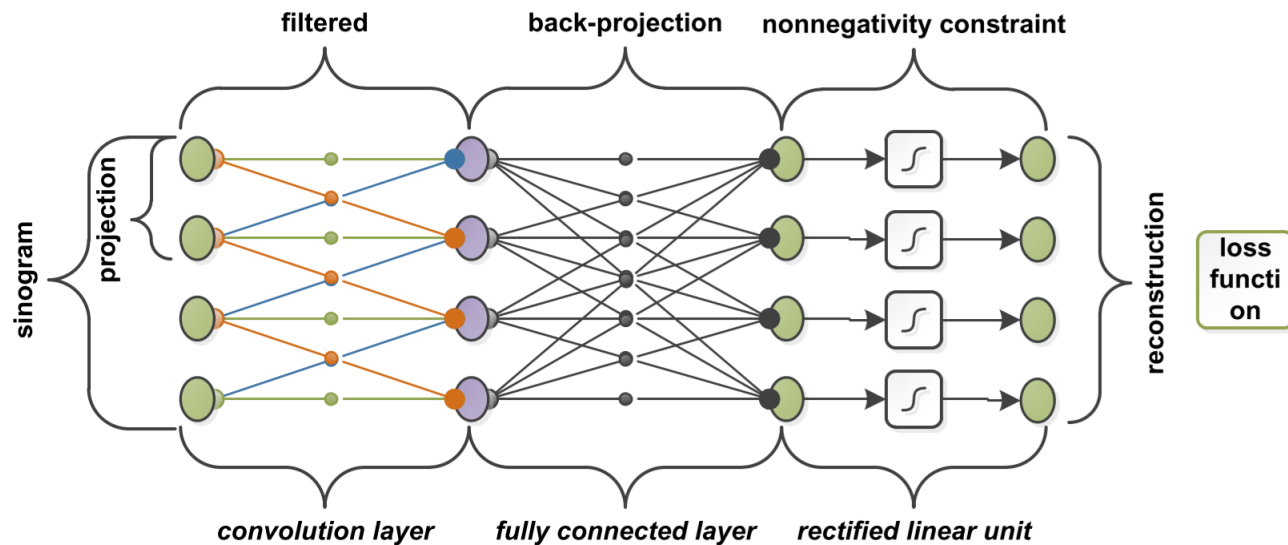 filtered
back-projection
nonnegativity constraint
sinogram
projection
reconstruction
loss
functi
on
convolution layer
fully connected layer
rectified linear unit